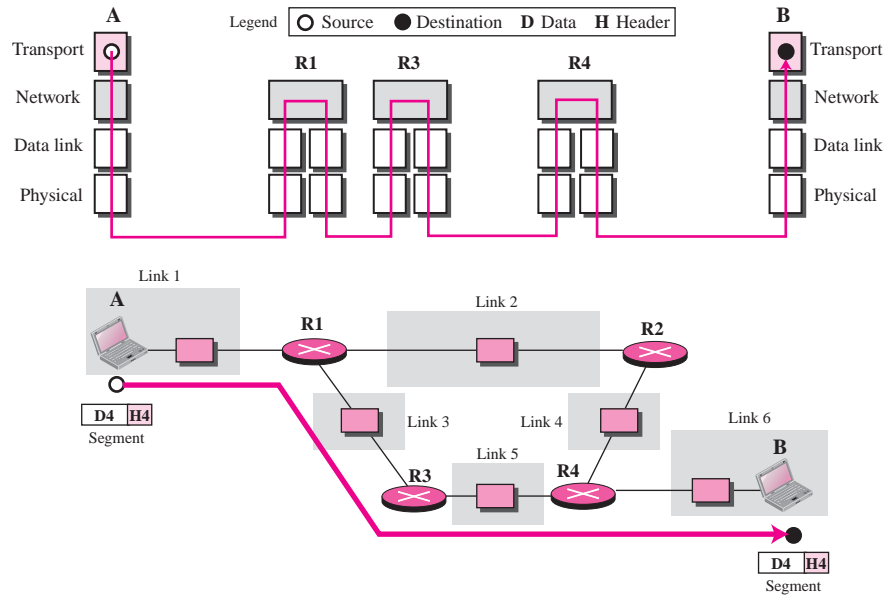 A
Legend
Source
Destination
D Data
H Header
B
Transport
Network
Data link
Physical
R1
R3
R4
Transport
Network
Data link
Physical
Link 1
A
R1
Link 2
R2
D4 H4
Segment
Link 3
Link 4
R3
Link 5
R4
Link 6
B
D4 H4
Segment